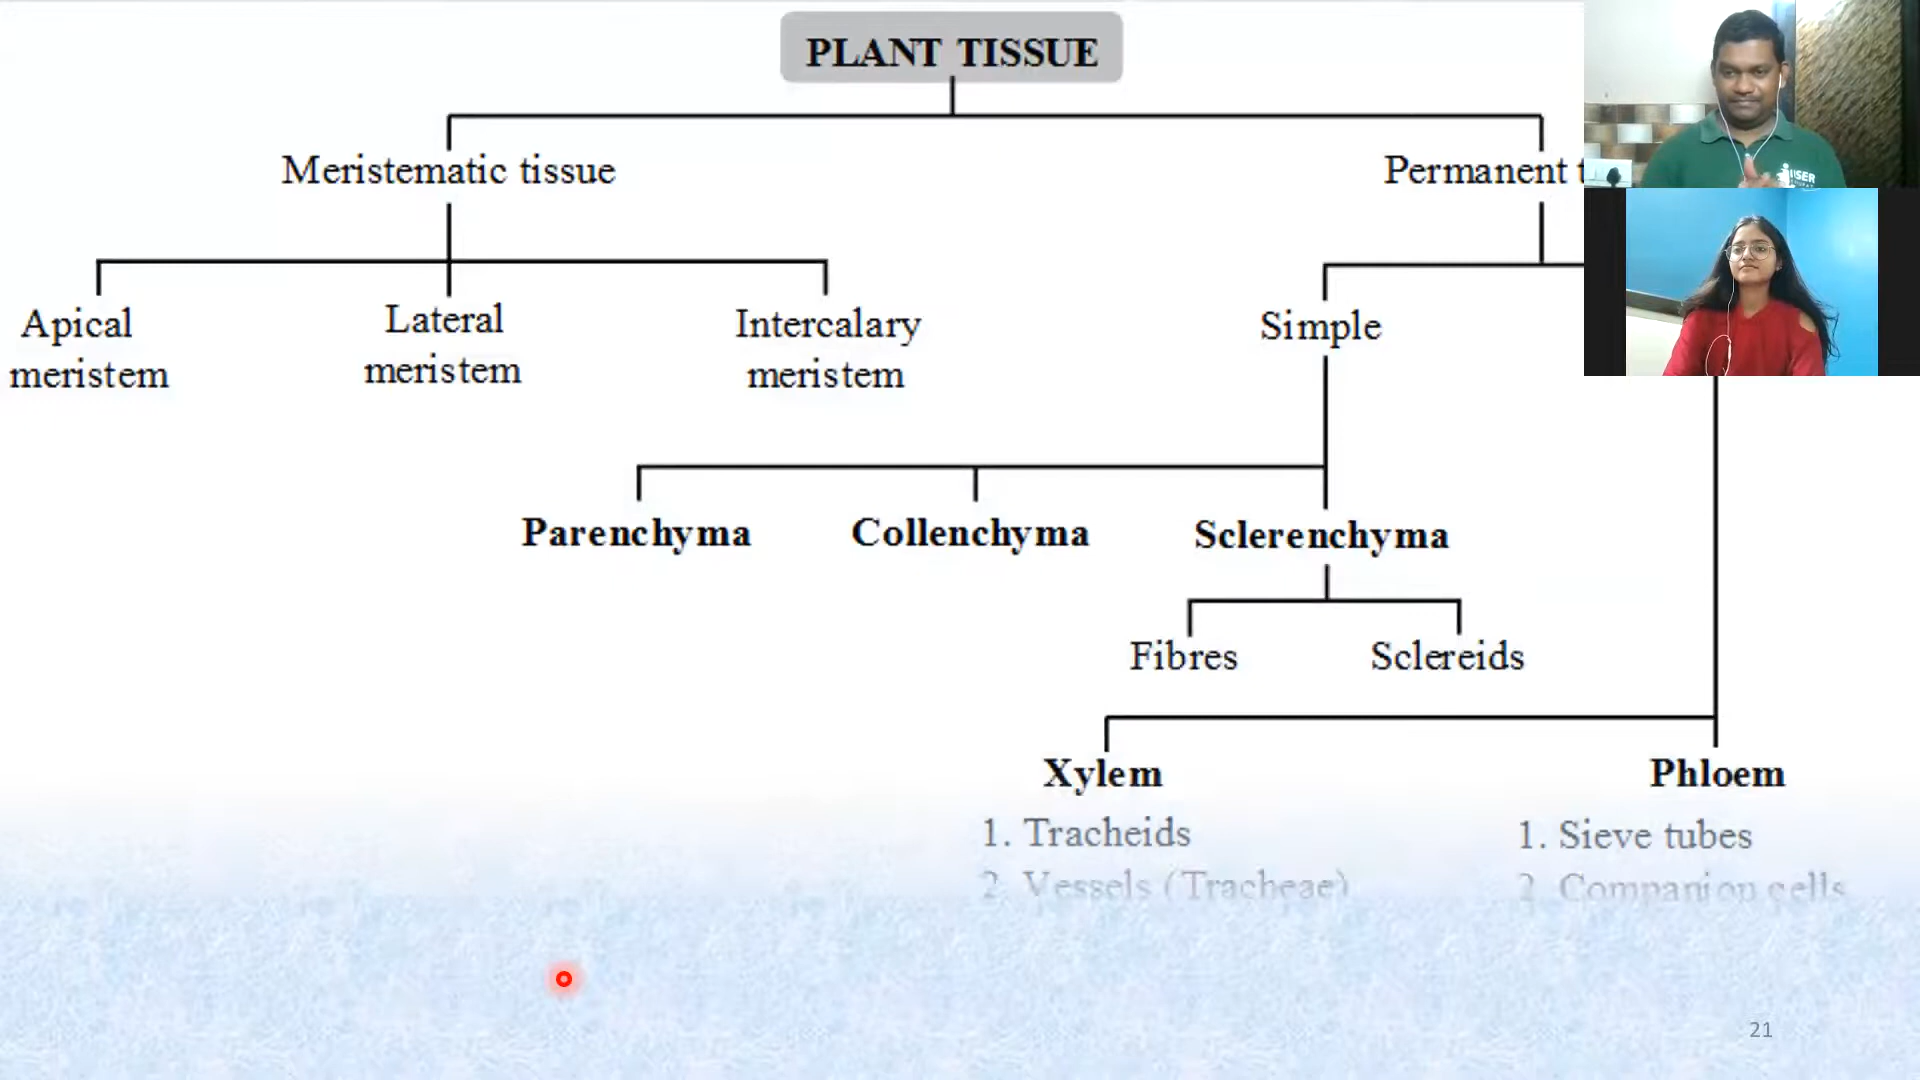 PLANT TISSUE
Meristematic tissue
Permanent
Apical
meristem
Lateral
meristem
Intercalary
meristem
Simple
Parenchyma
Collenchyma
Sclerenchyma
Fibres
Sclereids
Xylem
Phloem
1. Tracheids
1. Sieve tubes
2. Vessels (Tracheae)
2. Companion cells
IISER
21